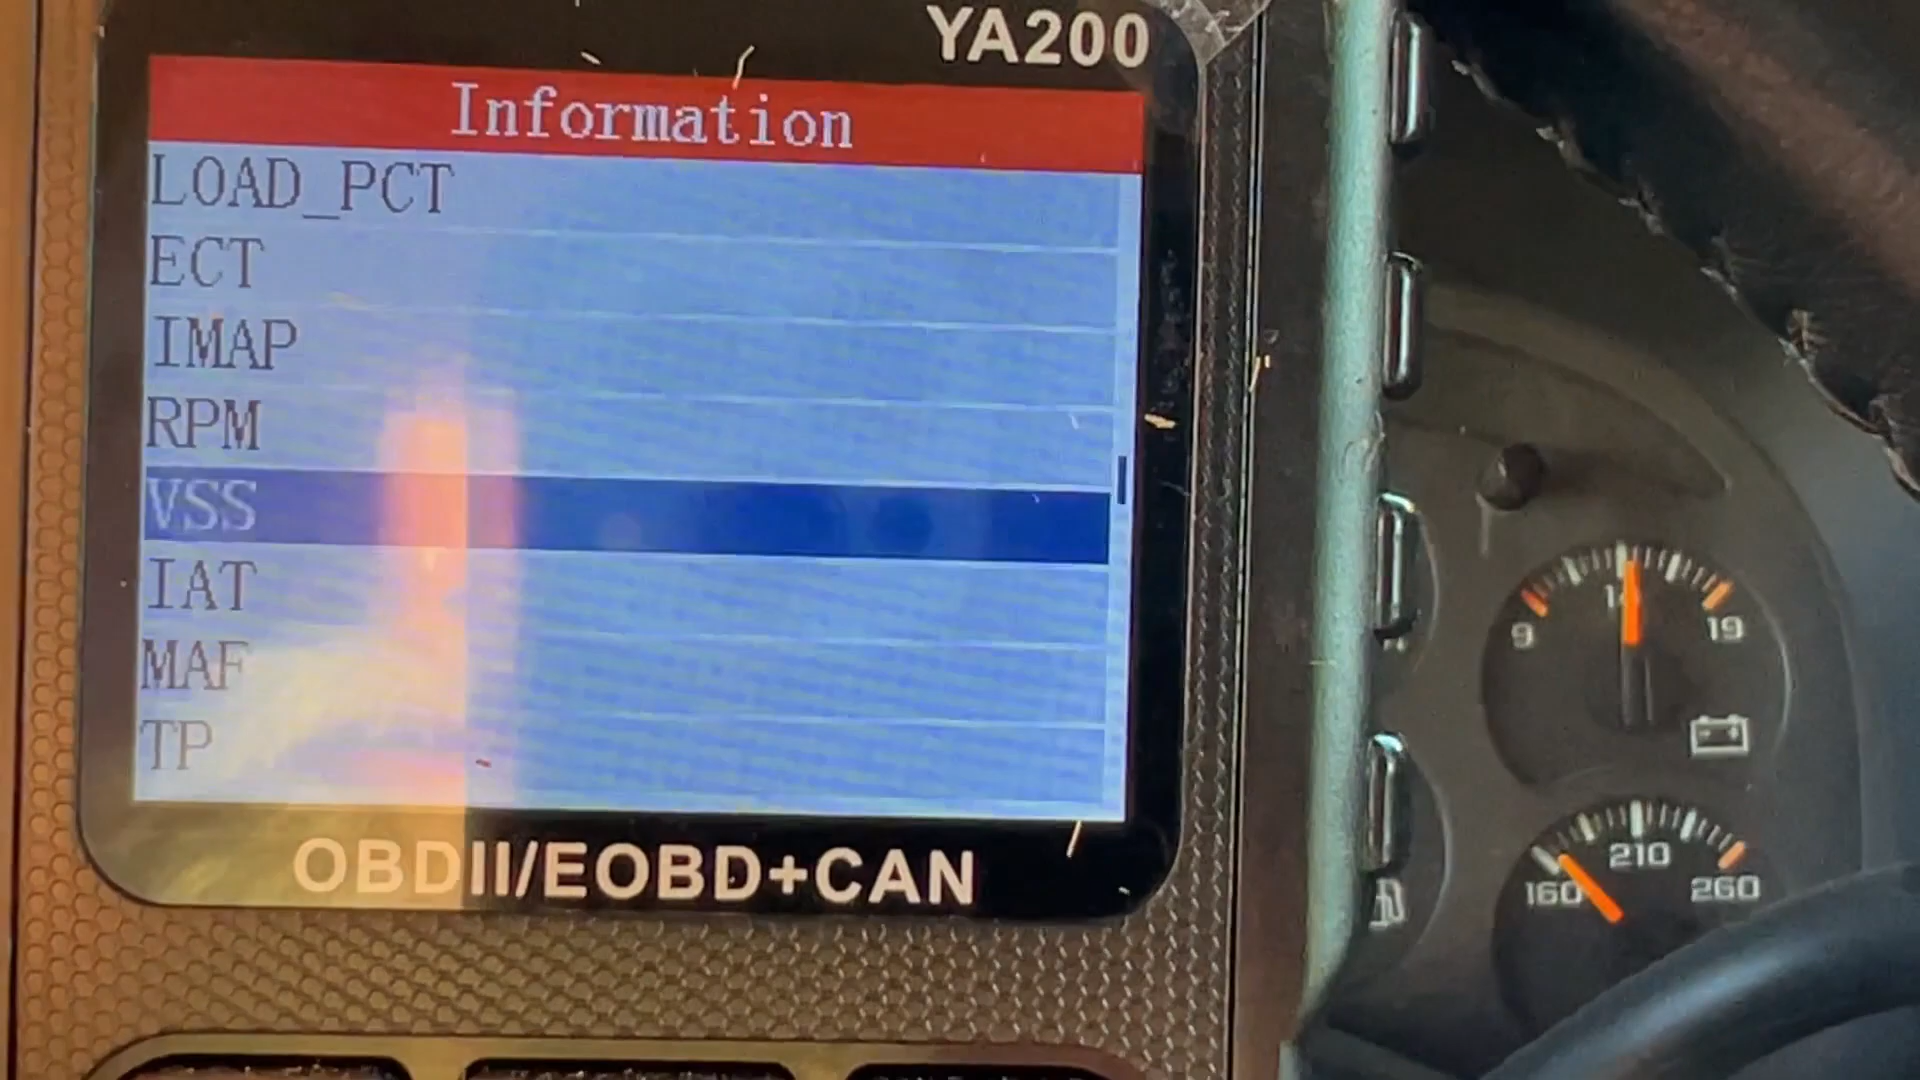 YA200
Information
LOAD_PCT
ECT
IMAP
RPM
VSS
IAT
MAF
TP
OBDII/EOBD+CAN
9
19
160
210
260